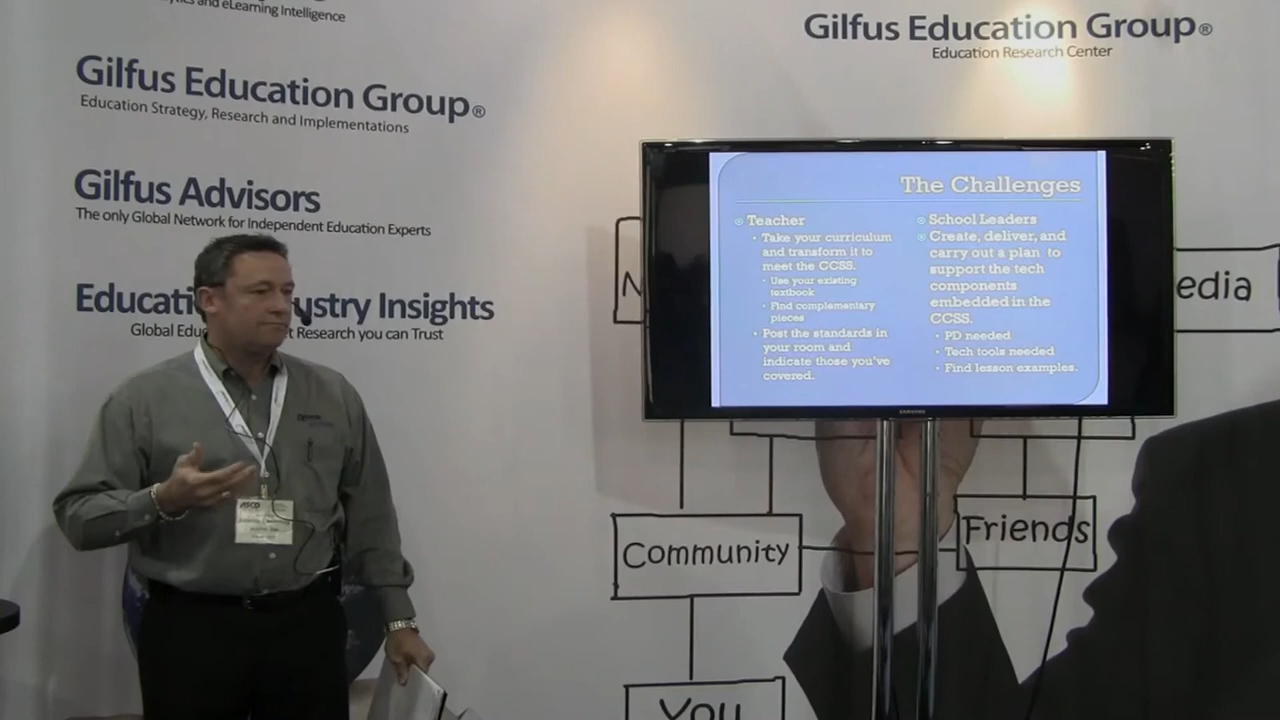 and eLearning Intelligence
Gilfus Education Group®
Education Strategy, Research and Implementations
Gilfus Advisors
The only Global Network for Independent Education Experts
Educati ustry Insights
Global Edu t Research you can Trust
Gilfus Education Group®
Education Research Center
The Challenges
Teacher
Take your curriculum
and transform it to
meet the CCSS.
Use your existing
textbook
Find complementary
pieces
Post the standards in
your room and
indicate those you've
covered.
School Leaders
Create, deliver, and
carry out a plan to
support the tech
components
embedded in the
CCSS.
PD needed
Tech tools needed
Find lesson examples.
SAMSUNG
N
edia
Community
Friends
You
ASCD